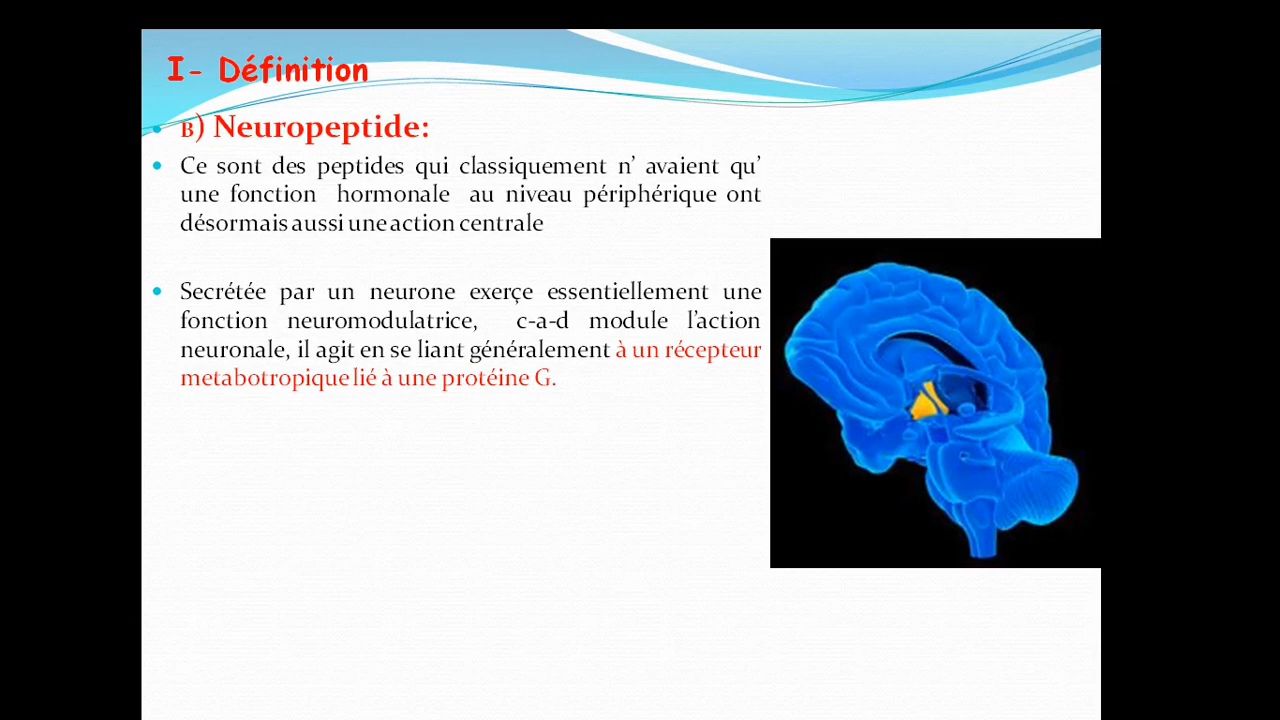 I- Définition
B) Neuropeptide:
Ce sont des peptides qui classiquement n’ avaient qu’
une fonction hormonale au niveau périphérique ont
désormais aussi une action centrale
Secrétée par un neurone exerçe essentiellement une
fonction neuromodulatrice, c-a-d module l’action
neuronale, il agit en se liant généralement à un récepteur
metabotropique lié à une protéine G.